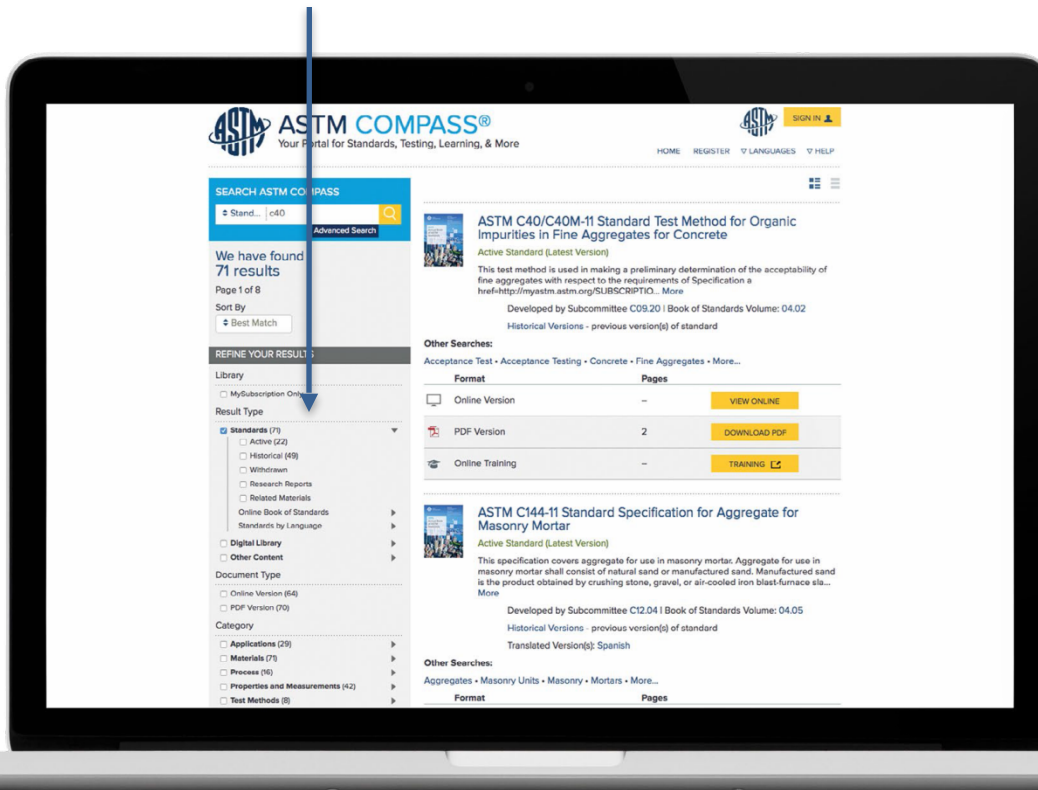 ASTM
ASTM COMPASS®
Your Portal for Standards, Testing, Learning, & More
ASTM
SIGN IN
HOME REGISTER ▽ LANGUAGES ▽ HELP
SEARCH ASTM COMPASS
Stand... c40
Advanced Search
We have found
71 results
Page 1 of 8
Sort By
Best Match
REFINE YOUR RESULTS
Library
MySubscription Only
Result Type
Standards (71)
Active (22)
Historical (49)
Withdrawn
Research Reports
Related Materials
Online Book of Standards
Standards by Language
Digital Library
Other Content
Document Type
Online Version (64)
PDF Version (70)
Category
Applications (29)
Materials (71)
Process (16)
Properties and Measurements (42)
Test Methods (8)
ASTM C40/C40M-11 Standard Test Method for Organic
Impurities in Fine Aggregates for Concrete
Active Standard (Latest Version)
This test method is used in making a preliminary determination of the acceptability of
fine aggregates with respect to the requirements of Specification a
href=http://myastm.astm.org/SUBSCRIPTIO... More
Developed by Subcommittee C09.20 | Book of Standards Volume: 04.02
Historical Versions - previous version(s) of standard
Other Searches:
Acceptance Test • Acceptance Testing • Concrete • Fine Aggregates • More...
Format Pages
Online Version – VIEW ONLINE
PDF Version 2 DOWNLOAD PDF
Online Training – TRAINING
ASTM C144-11 Standard Specification for Aggregate for
Masonry Mortar
Active Standard (Latest Version)
This specification covers aggregate for use in masonry mortar. Aggregate for use in
masonry mortar shall consist of natural sand or manufactured sand. Manufactured sand
is the product obtained by crushing stone, gravel, or air-cooled iron blast-furnace sla...
More
Developed by Subcommittee C12.04 | Book of Standards Volume: 04.05
Historical Versions - previous version(s) of standard
Translated Version(s): Spanish
Other Searches:
Aggregates • Masonry Units • Masonry • Mortars • More...
Format Pages